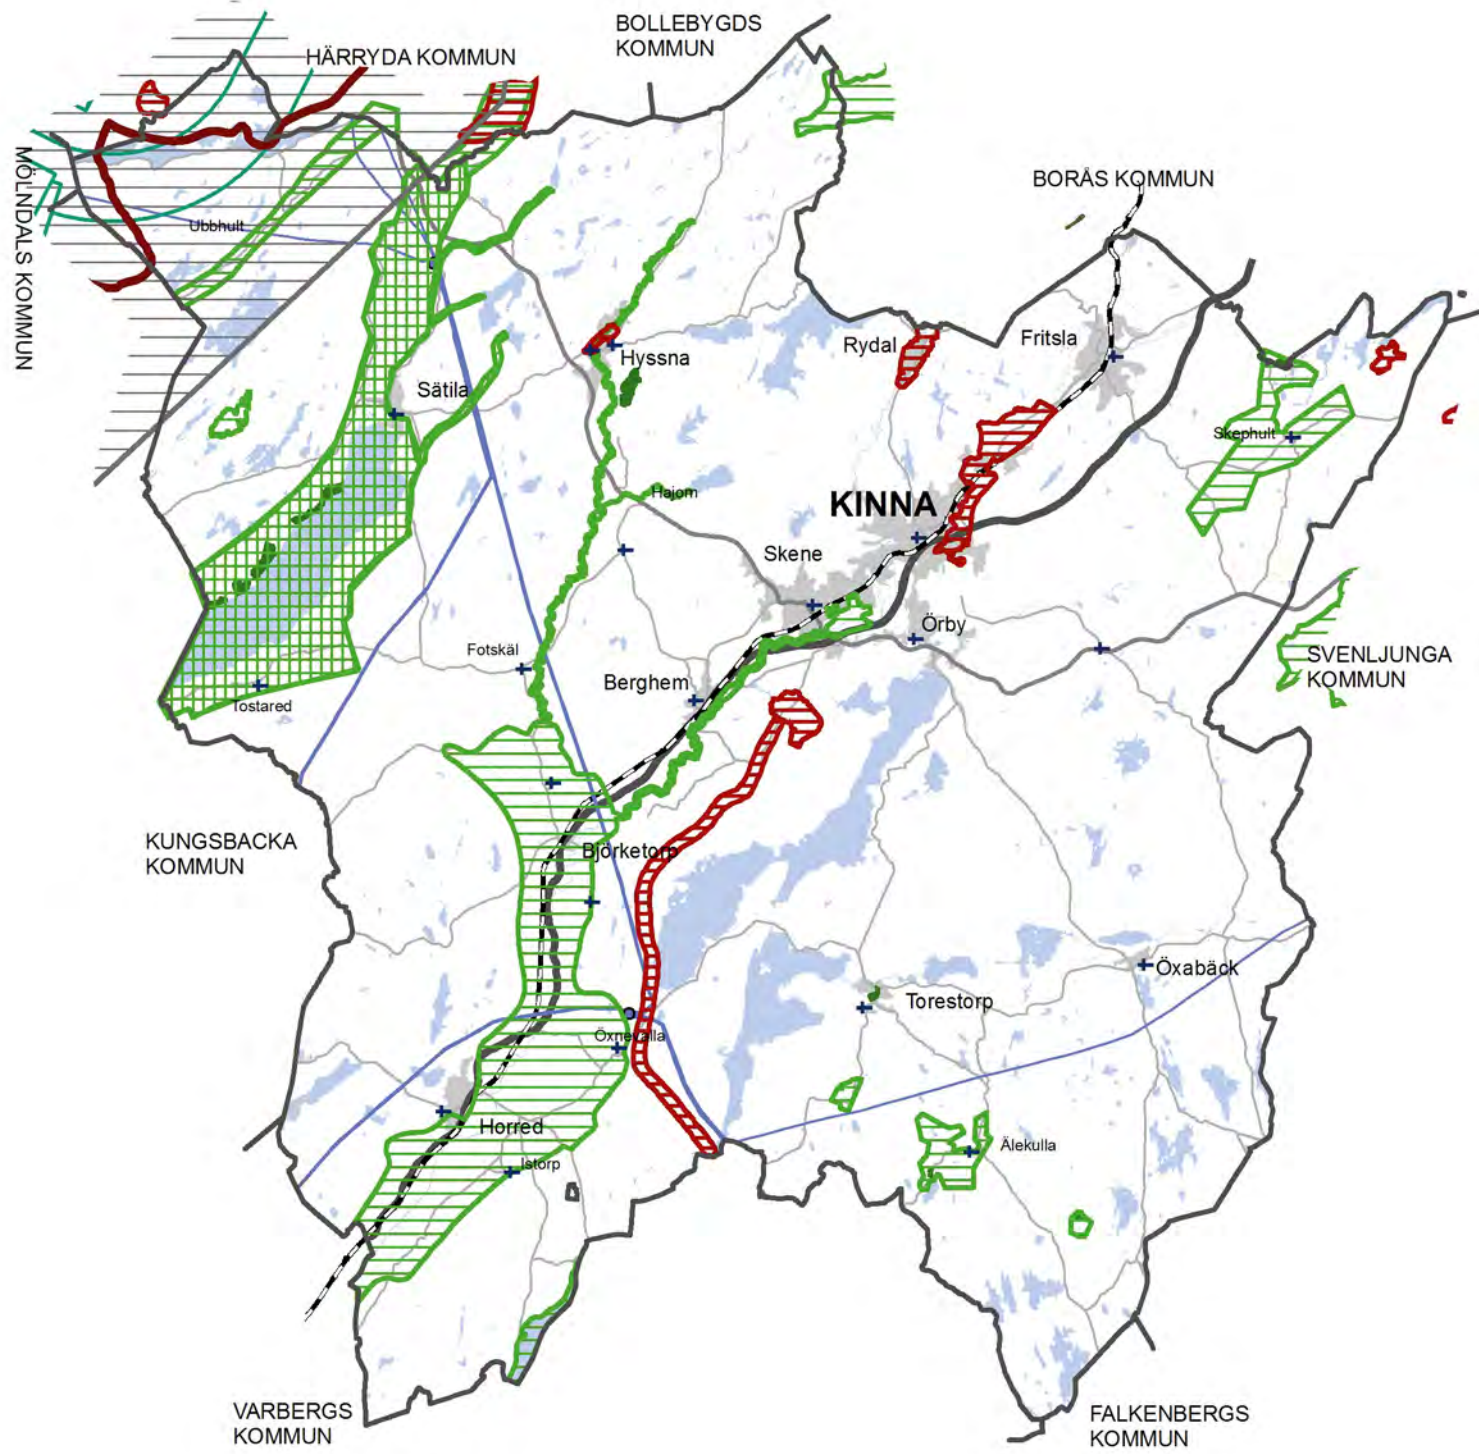 BOLLEBYGDS
KOMMUN
HÄRRYDA KOMMUN
MÖLNDALS KOMMUN
BORÅS KOMMUN
Ubbhult
Hyssna
Rydal
Fritsla
Sätila
Skephult
Hajom
KINNA
Skene
Örby
Fotskäl
SVENLJUNGA
KOMMUN
Berghem
Tostared
KUNGSBACKA
KOMMUN
Björketorp
Öxabäck
Torestorp
Öxnevalla
Horred
Älekulla
Istorp
VARBERGS
KOMMUN
FALKENBERGS
KOMMUN